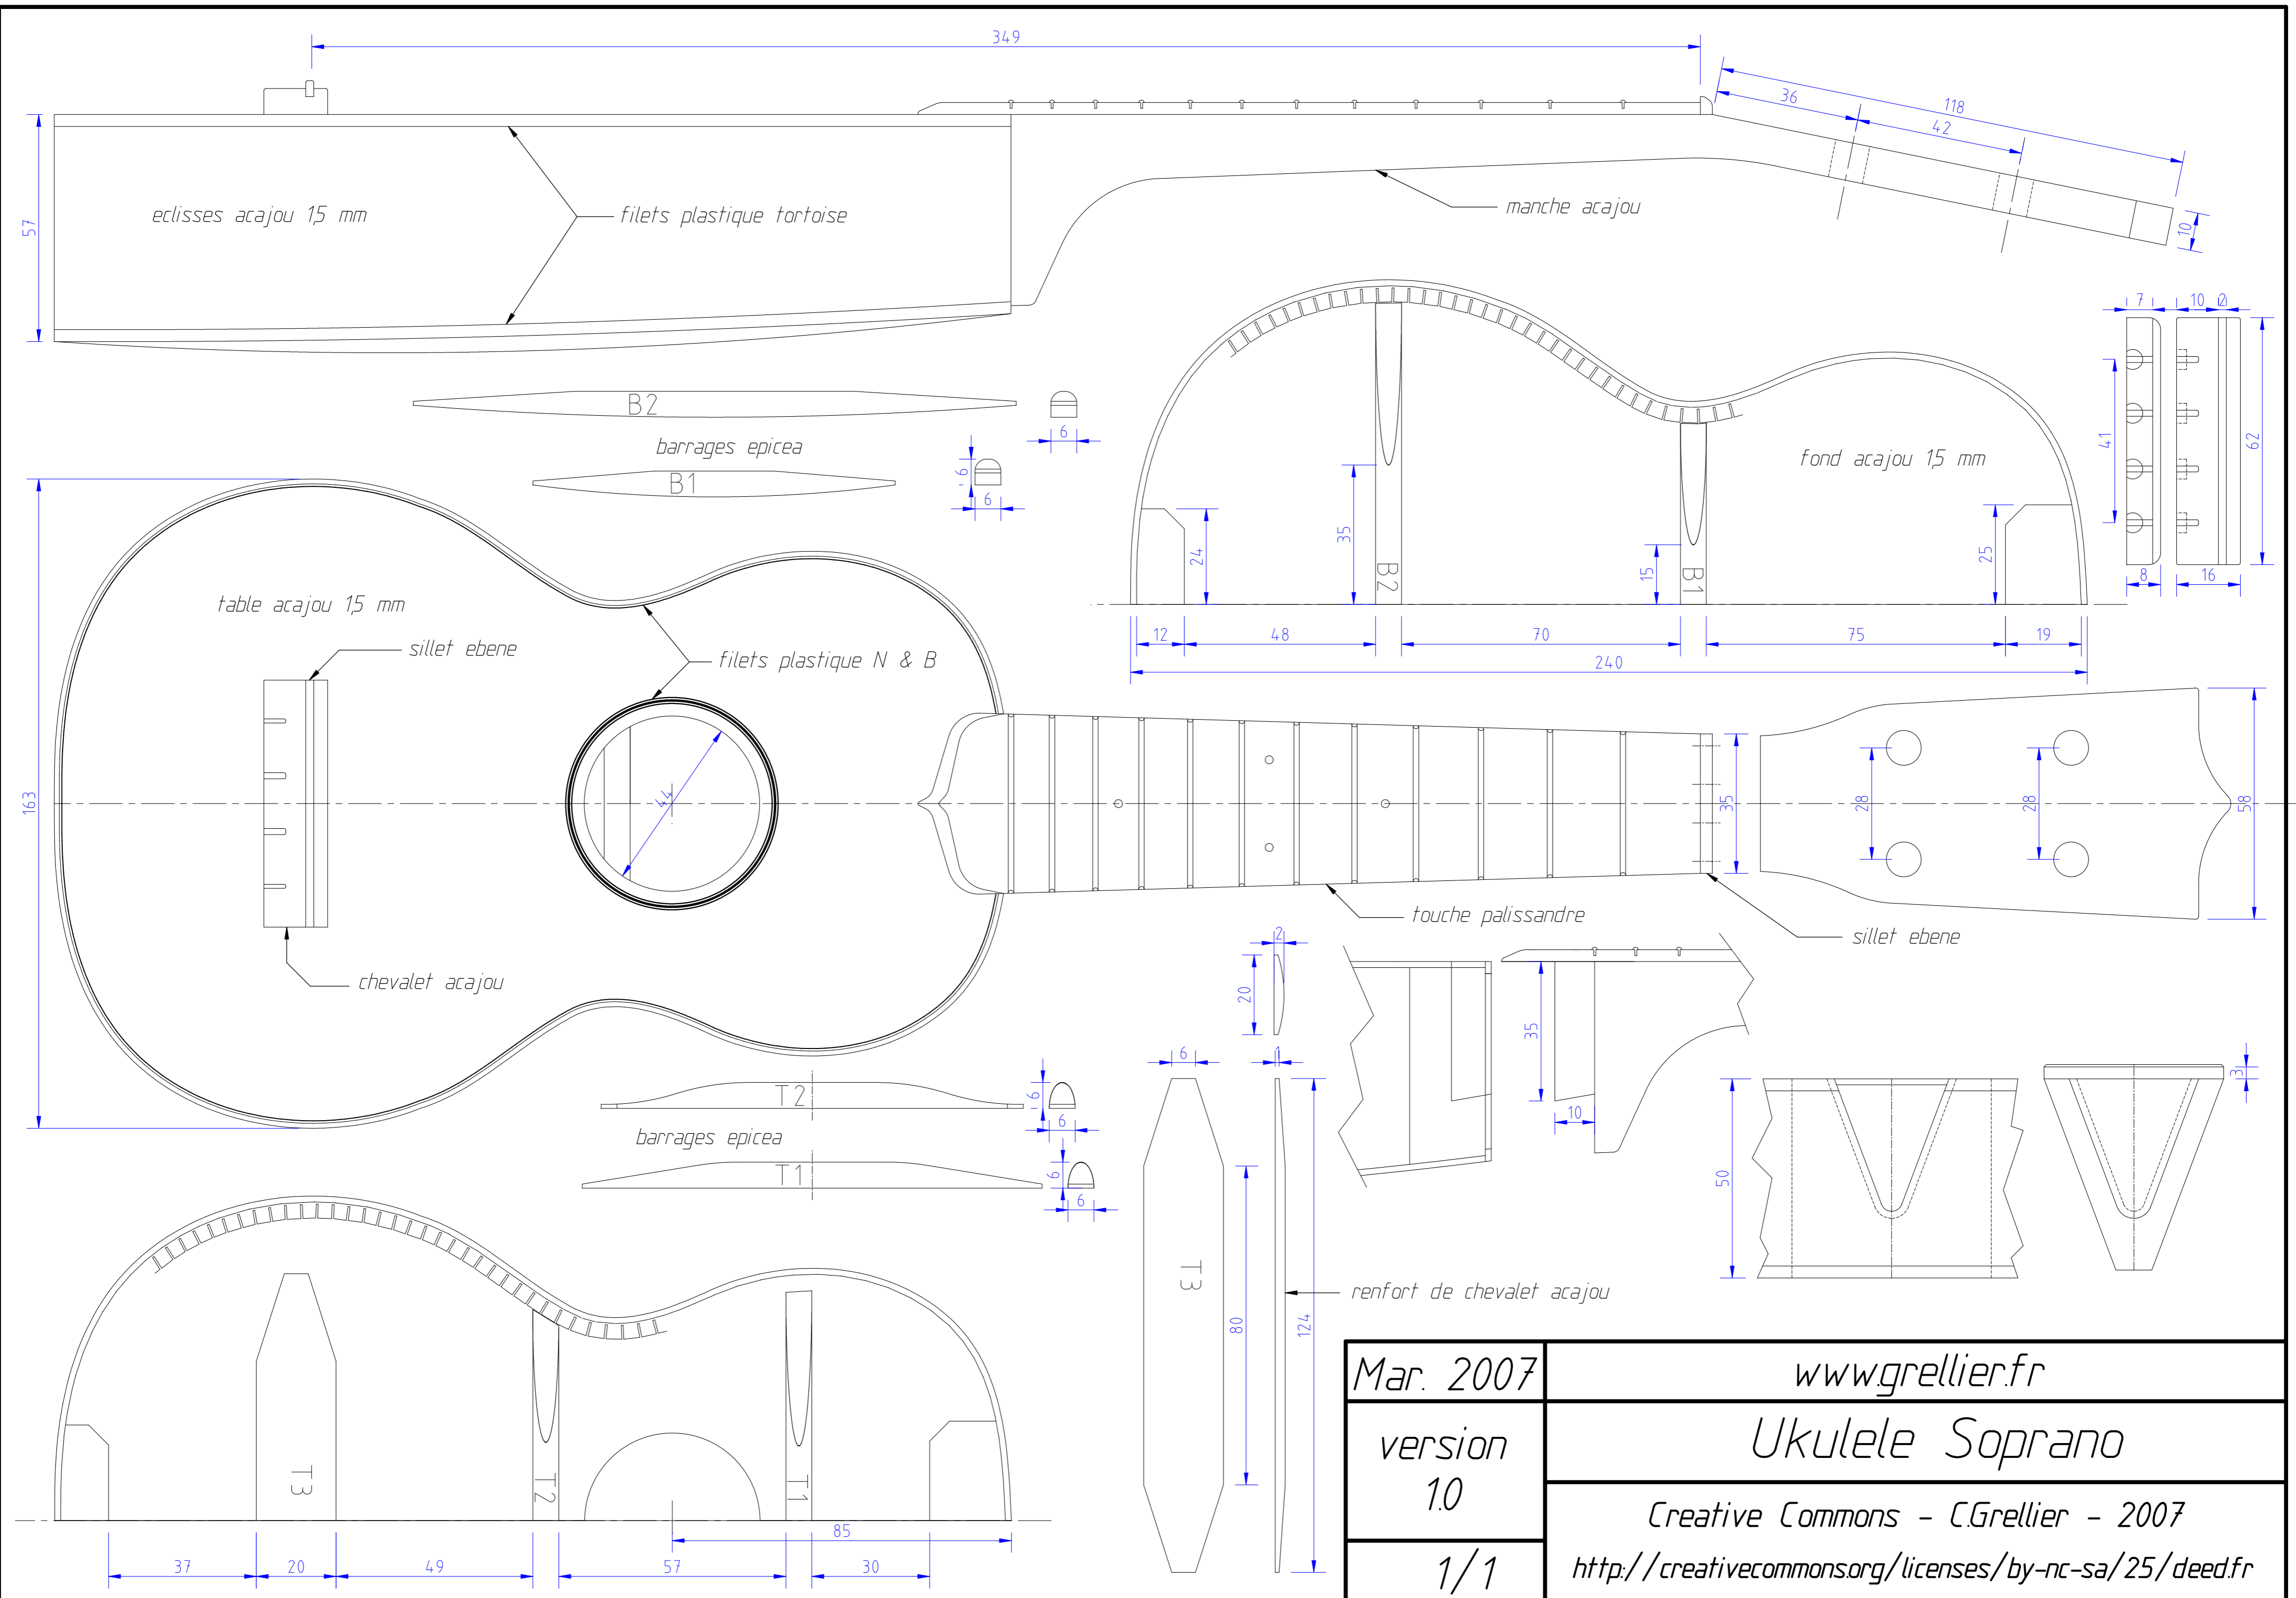 349
36
118
42
10
57
eclisses acajou 1,5 mm
filets plastique tortoise
manche acajou
B2
6
barrages epicea
B1
6
6
7
10
2
41
62
8
16
fond acajou 1,5 mm
24
35
B2
15
B1
25
12
48
70
75
19
240
163
table acajou 1,5 mm
sillet ebene
filets plastique N & B
44
chevalet acajou
35
28
28
58
touche palissandre
sillet ebene
2
20
35
10
50
3
T2
6
6
barrages epicea
T1
6
6
6
1
T3
80
124
renfort de chevalet acajou
T3
T2
T1
85
37
20
49
57
30
Mar. 2007
www.grellier.fr
version
1.0
Ukulele Soprano
Creative Commons - C.Grellier - 2007
1/1
http://creativecommons.org/licenses/by-nc-sa/2.5/deed.fr